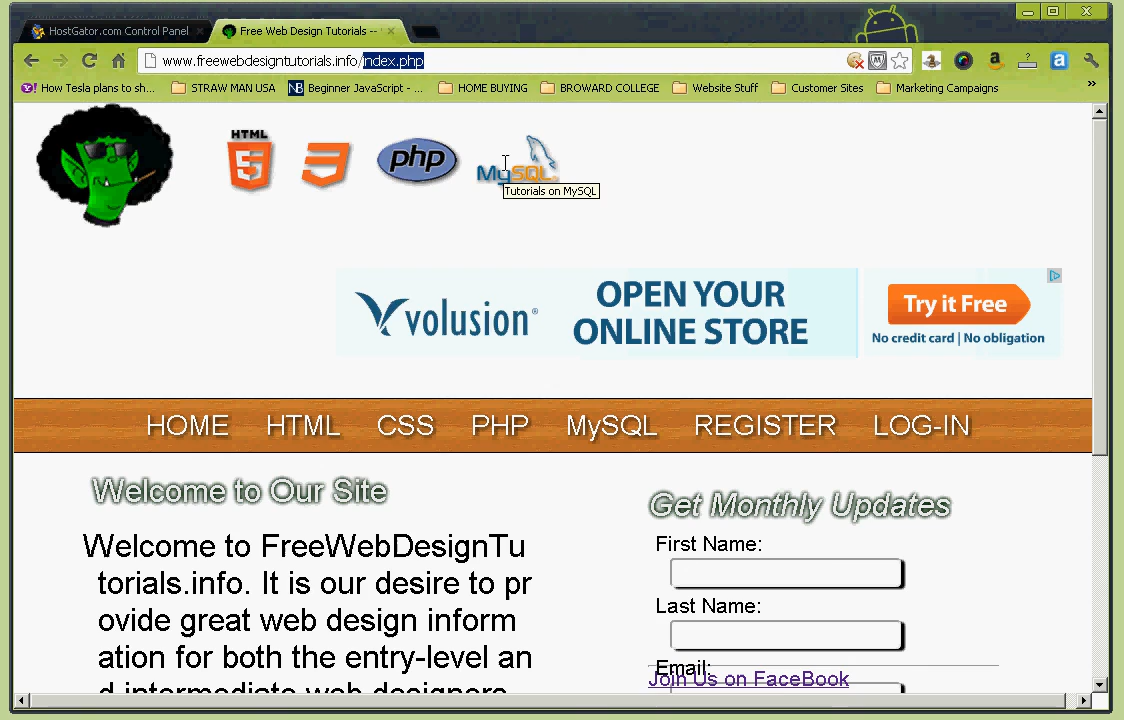 HostGator.com Control Panel
Free Web Design Tutorials --
www.freewebdesigntutorials.info/index.php
How Tesla plans to sh...
STRAW MAN USA
Beginner JavaScript - ...
HOME BUYING
BROWARD COLLEGE
Website Stuff
Customer Sites
Marketing Campaigns
HTML
5
php
MySQL
Tutorials on MySQL
volusion®
OPEN YOUR
ONLINE STORE
Try it Free
No credit card | No obligation
HOME HTML CSS PHP MySQL REGISTER LOG-IN
Welcome to Our Site
Welcome to FreeWebDesignTu
torials.info. It is our desire to pr
ovide great web design inform
ation for both the entry-level an
d intermediate web designers.
Get Monthly Updates
First Name:
Last Name:
Email:
Join Us on FaceBook